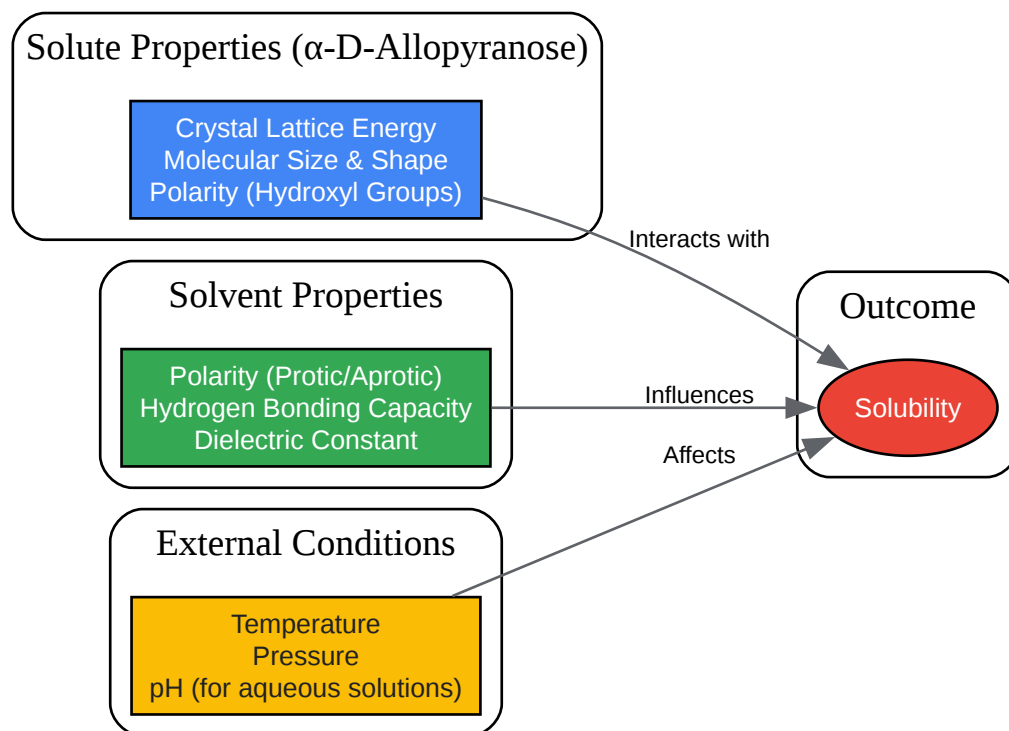 Solute Properties (α-D-Allopyranose)
Crystal Lattice Energy
Molecular Size & Shape
Polarity (Hydroxyl Groups)
Interacts with
Solvent Properties
Polarity (Protic/Aprotic)
Hydrogen Bonding Capacity
Dielectric Constant
Influences
External Conditions
Temperature
Pressure
pH (for aqueous solutions)
Affects
Outcome
Solubility